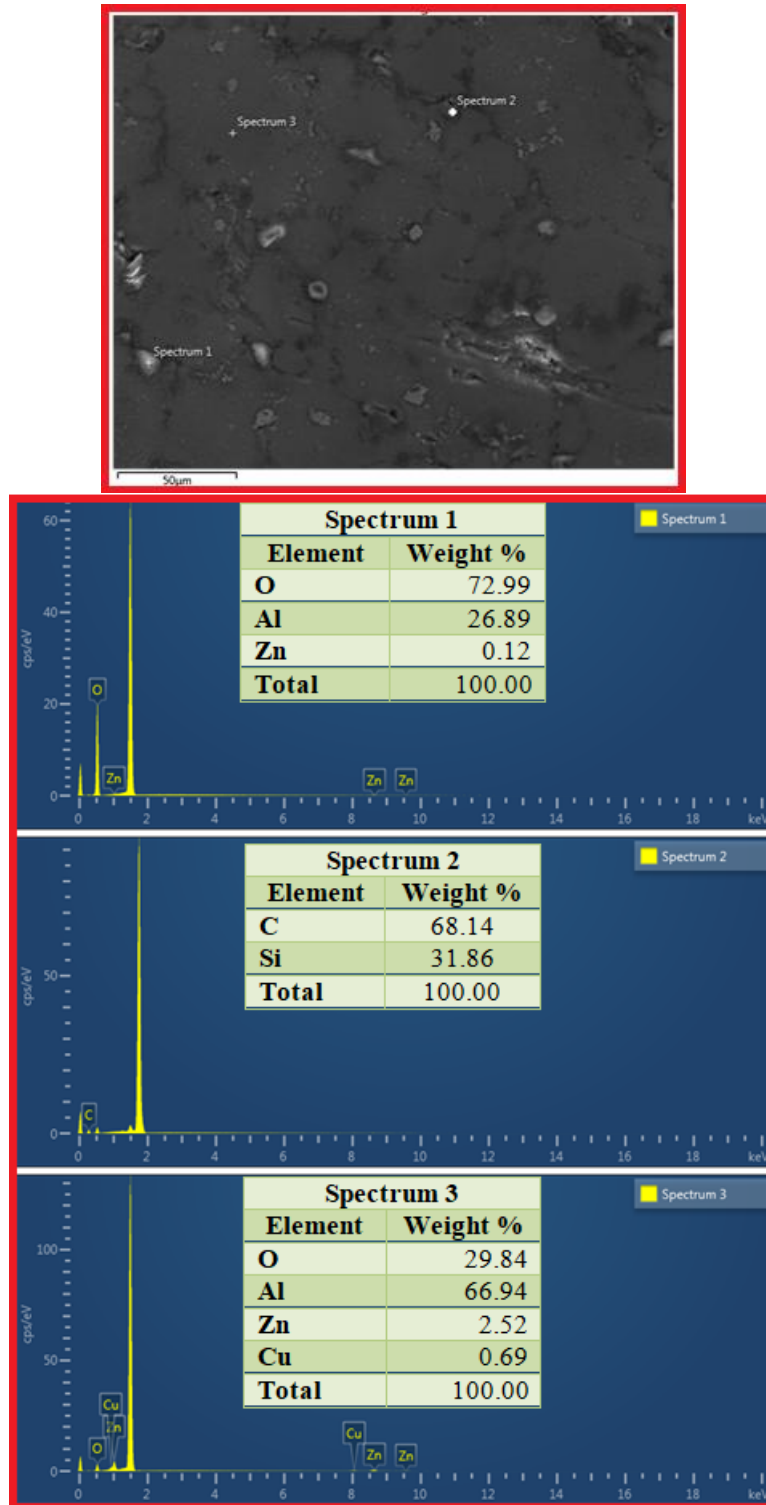 Spectrum 3
Spectrum 2
Spectrum 1
50µm
Spectrum 1
Element Weight %
O 72.99
Al 26.89
Zn 0.12
Total 100.00
Spectrum 1
60
40
20
0
cps/eV
O
Zn
Zn
Zn
0 2 4 6 8 10 12 14 16 18 keV
Spectrum 2
Element Weight %
C 68.14
Si 31.86
Total 100.00
Spectrum 2
50
0
cps/eV
C
0 2 4 6 8 10 12 14 16 18 keV
Spectrum 3
Element Weight %
O 29.84
Al 66.94
Zn 2.52
Cu 0.69
Total 100.00
Spectrum 3
100
50
0
cps/eV
Cu
Zn
O
Cu
Zn
Zn
0 2 4 6 8 10 12 14 16 18 keV